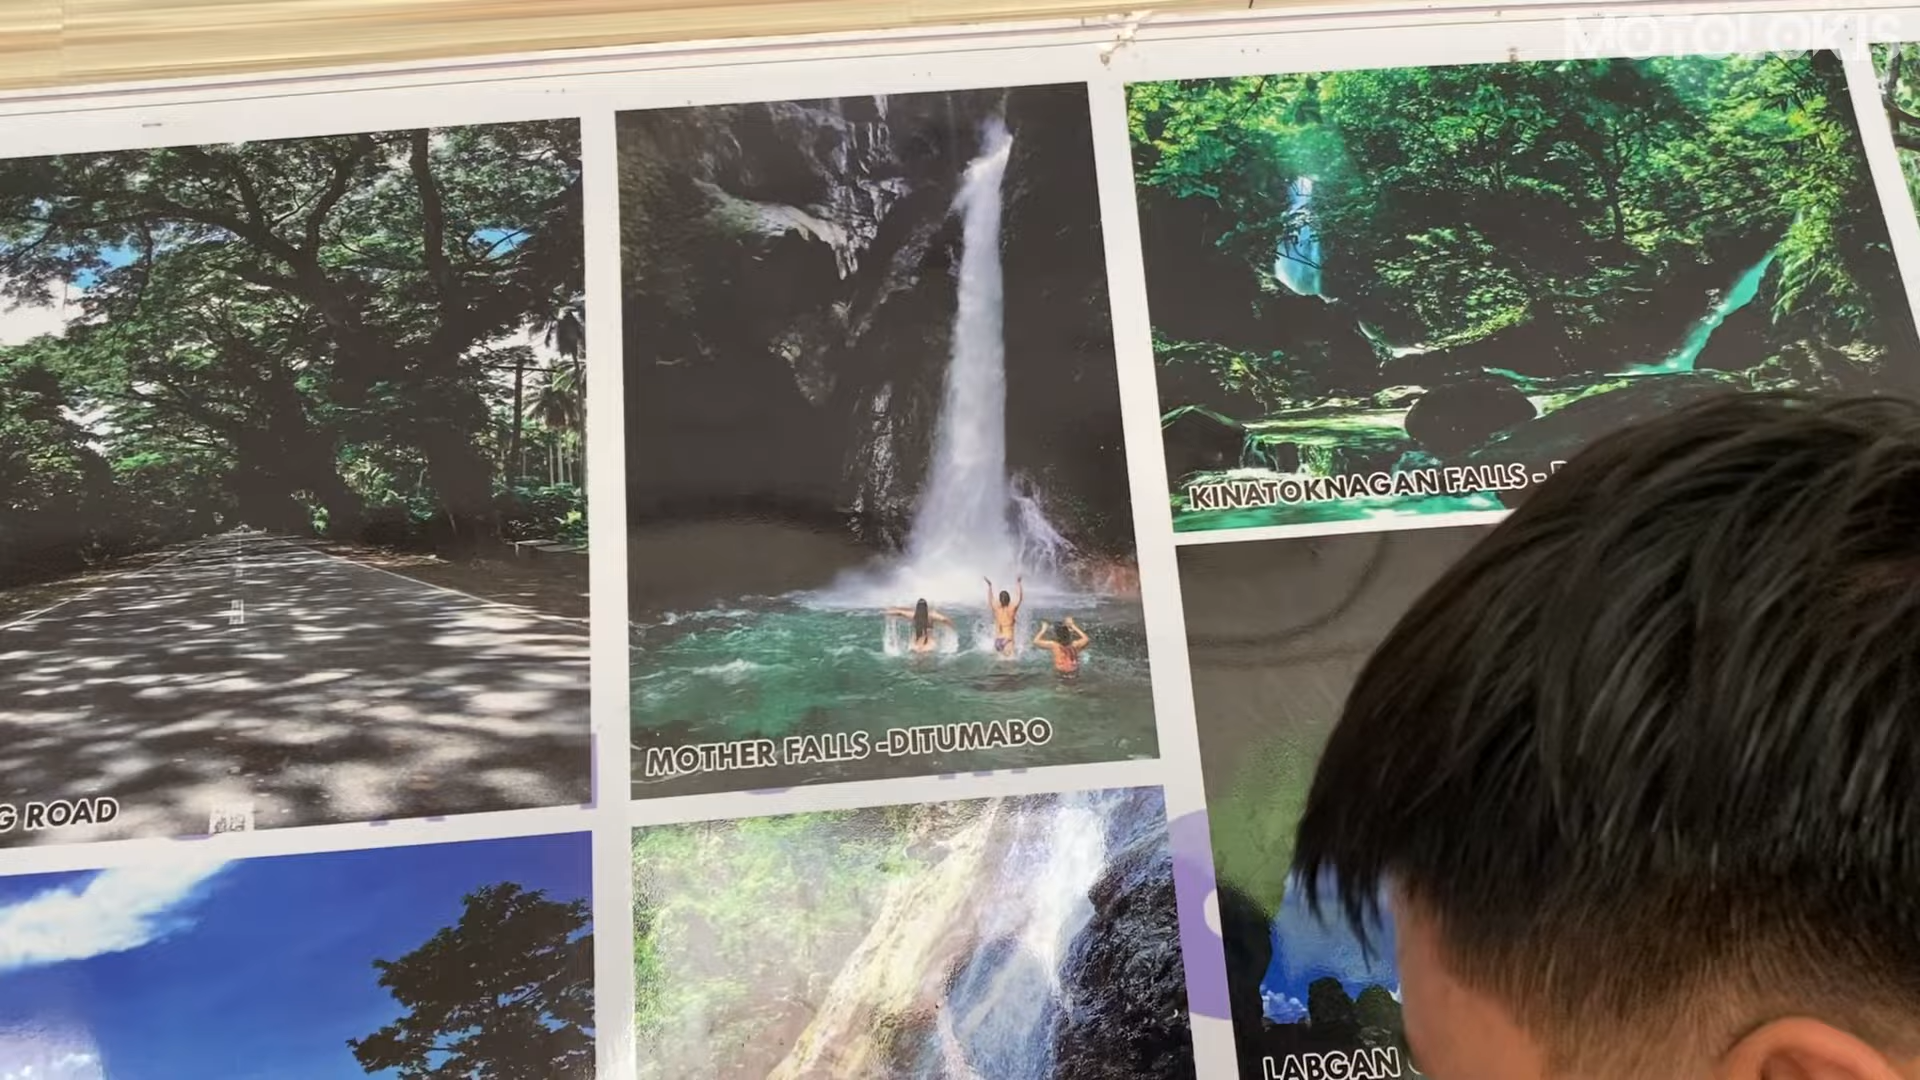 MOTOLOKIS
G ROAD
MOTHER FALLS -DITUMABO
KINATOKNAGAN FALLS -
LABGAN